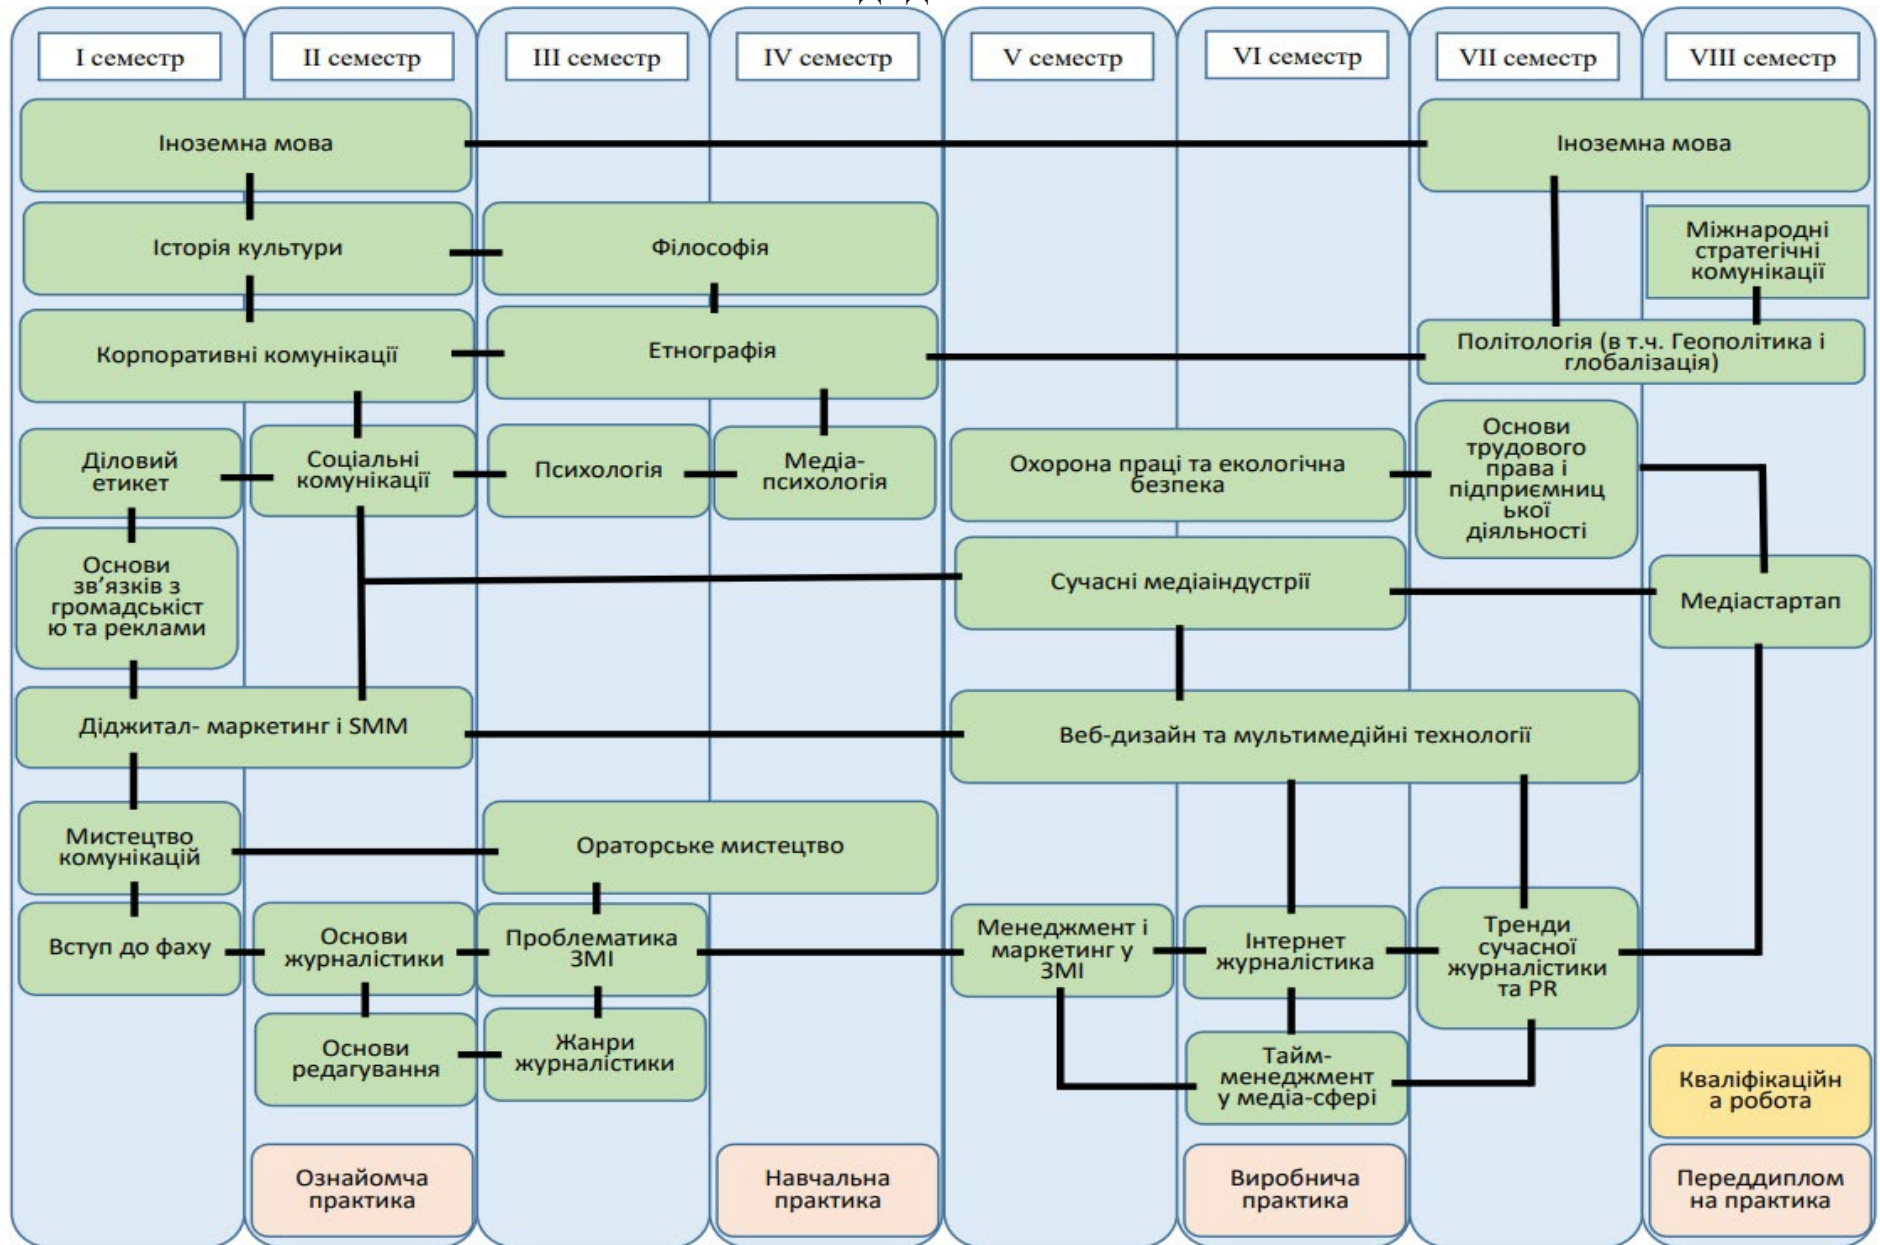 I семестр
II семестр
III семестр
IV семестр
V семестр
VI семестр
VII семестр
VIII семестр
Іноземна мова
Іноземна мова
Історія культури
Філософія
Міжнародні
стратегічні
комунікації
Корпоративні комунікації
Етнографія
Політологія (в т.ч. Геополітика і
глобалізація)
Діловий
етикет
Соціальні
комунікації
Психологія
Медіа-
психологія
Охорона праці та екологічна
безпека
Основи
трудового
права і
підприємниц
ької
діяльності
Основи
зв’язків з
громадськіст
ю та реклами
Сучасні медіаіндустрії
Медіастартап
Діджитал- маркетинг і SMM
Веб-дизайн та мультимедійні технології
Мистецтво
комунікацій
Ораторське мистецтво
Вступ до фаху
Основи
журналістики
Проблематика
ЗМІ
Менеджмент і
маркетинг у
ЗМІ
Інтернет
журналістика
Тренди
сучасної
журналістики
та PR
Основи
редагування
Жанри
журналістики
Тайм-
менеджмент
у медіа-сфері
Кваліфікаційн
а робота
Ознайомча
практика
Навчальна
практика
Виробнича
практика
Переддиплом
на практика